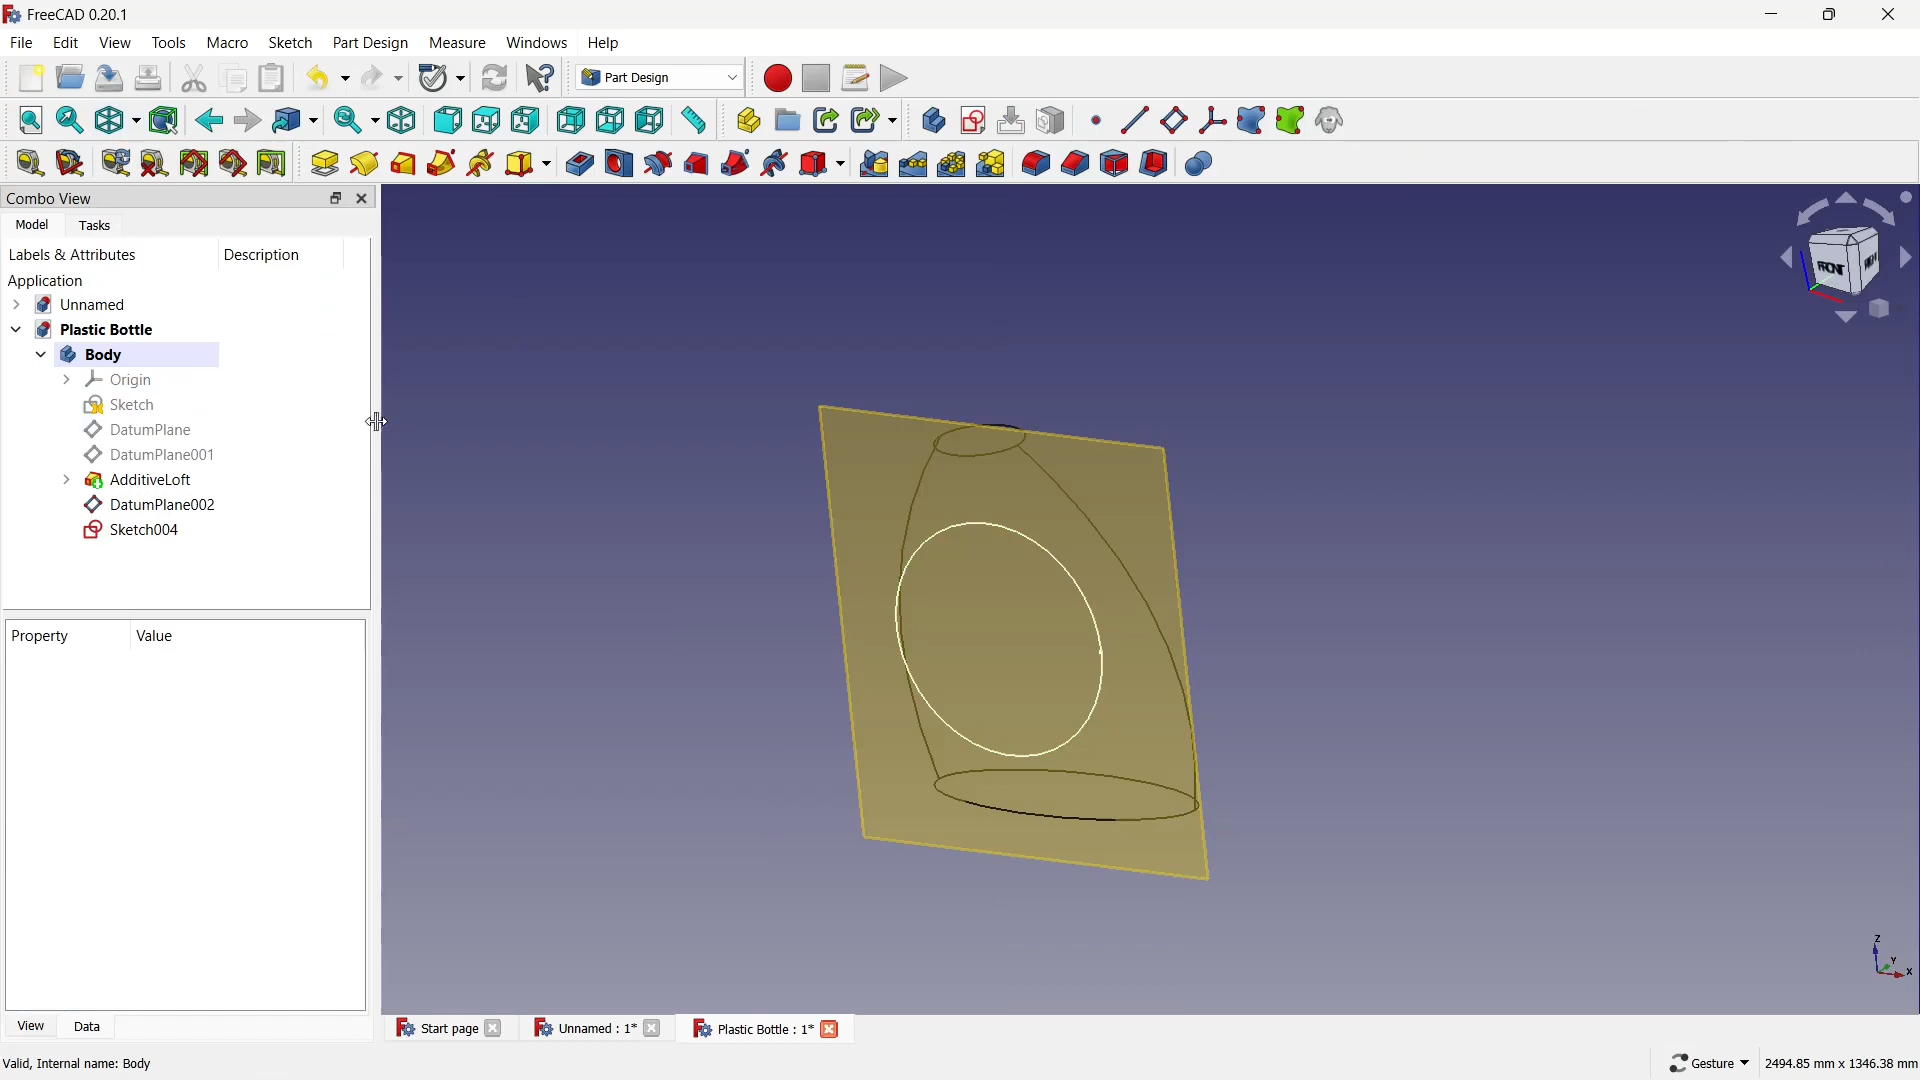 FreeCAD 0.20.1
File Edit View Tools Macro Sketch Part Design Measure Windows Help
Part Design
Combo View
Model Tasks
Labels & Attributes Description
Application
Unnamed
Plastic Bottle
Body
Origin
Sketch
DatumPlane
DatumPlane001
AdditiveLoft
DatumPlane002
Sketch004
Property Value
FRONT
Z
Y
X
View Data
Start page Unnamed : 1* Plastic Bottle : 1*
Valid, Internal name: Body
Gesture 2494.85 mm x 1346.38 mm